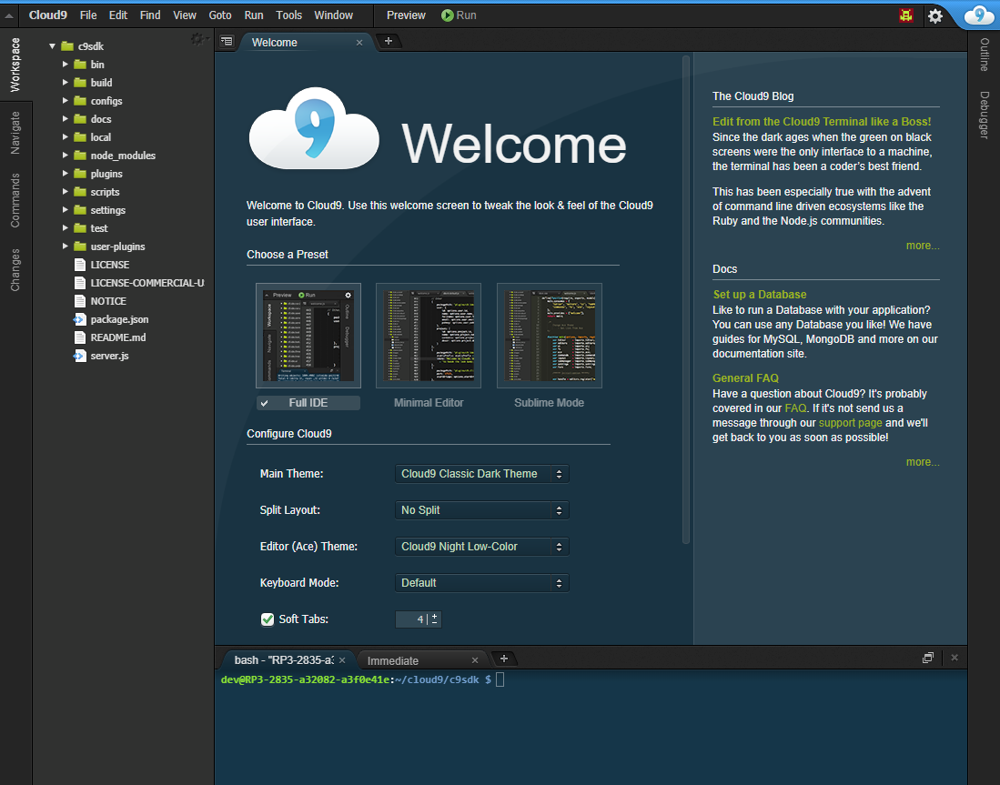 Cloud9 File Edit Find View Goto Run Tools Window Preview Run
Workspace
Navigate
Commands
Changes
c9sdk
bin
build
configs
docs
local
node_modules
plugins
scripts
settings
test
user-plugins
LICENSE
LICENSE-COMMERCIAL-U
NOTICE
package.json
README.md
server.js
Welcome
9 Welcome
Welcome to Cloud9. Use this welcome screen to tweak the look & feel of the Cloud9
user interface.
Choose a Preset
Full IDE
Minimal Editor
Sublime Mode
Configure Cloud9
Main Theme: Cloud9 Classic Dark Theme
Split Layout: No Split
Editor (Ace) Theme: Cloud9 Night Low-Color
Keyboard Mode: Default
Soft Tabs: 4
The Cloud9 Blog
Edit from the Cloud9 Terminal like a Boss!
Since the dark ages when the green on black
screens were the only interface to a machine,
the terminal has been a coder's best friend.
This has been especially true with the advent
of command line driven ecosystems like the
Ruby and the Node.js communities.
more...
Docs
Set up a Database
Like to run a Database with your application?
You can use any Database you like! We have
guides for MySQL, MongoDB and more on our
documentation site.
General FAQ
Have a question about Cloud9? It's probably
covered in our FAQ. If it's not send us a
message through our support page and we'll
get back to you as soon as possible!
more...
9
Outline
Debugger
bash - "RP3-2835-a3
Immediate
dev@RP3-2835-a32082-a3f0e41e:~/cloud9/c9sdk $